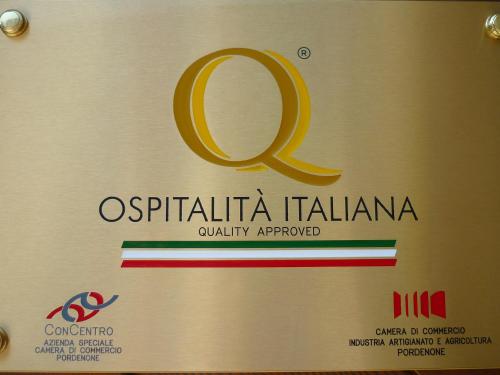 Q ®
OSPITALITÀ ITALIANA
QUALITY APPROVED
CONCENTRO
AZIENDA SPECIALE
CAMERA DI COMMERCIO
PORDENONE
CAMERA DI COMMERCIO
INDUSTRIA ARTIGIANATO E AGRICOLTURA
PORDENONE